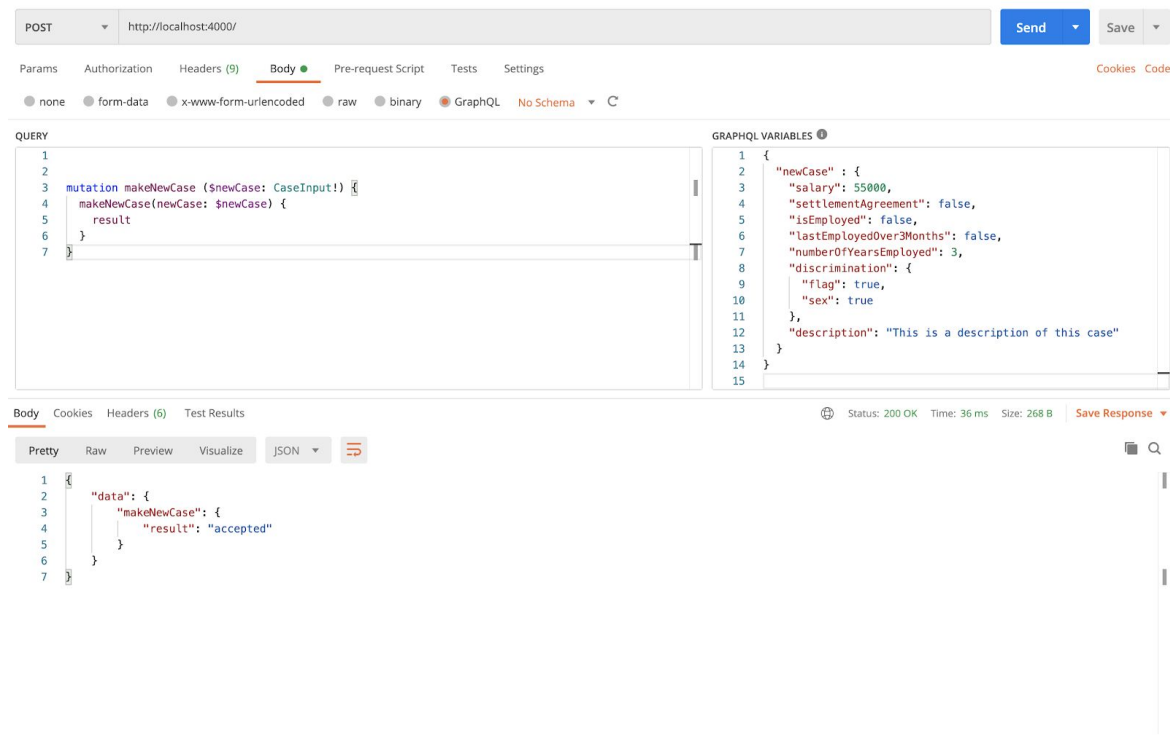 POST http://localhost:4000/ Send Save
Params Authorization Headers (9) Body Pre-request Script Tests Settings Cookies Code
none form-data x-www-form-urlencoded raw binary GraphQL No Schema
QUERY
1
2
3 mutation makeNewCase ($newCase: CaseInput!) {
4 makeNewCase(newCase: $newCase) {
5 result
6 }
7 }
GRAPHQL VARIABLES
1 {
2 "newCase" : {
3 "salary": 55000,
4 "settlementAgreement": false,
5 "isEmployed": false,
6 "lastEmployedOver3Months": false,
7 "numberOfYearsEmployed": 3,
8 "discrimination": {
9 "flag": true,
10 "sex": true
11 },
12 "description": "This is a description of this case"
13 }
14 }
15
Body Cookies Headers (6) Test Results Status: 200 OK Time: 36 ms Size: 268 B Save Response
Pretty Raw Preview Visualize JSON
1 {
2 "data": {
3 "makeNewCase": {
4 "result": "accepted"
5 }
6 }
7 }